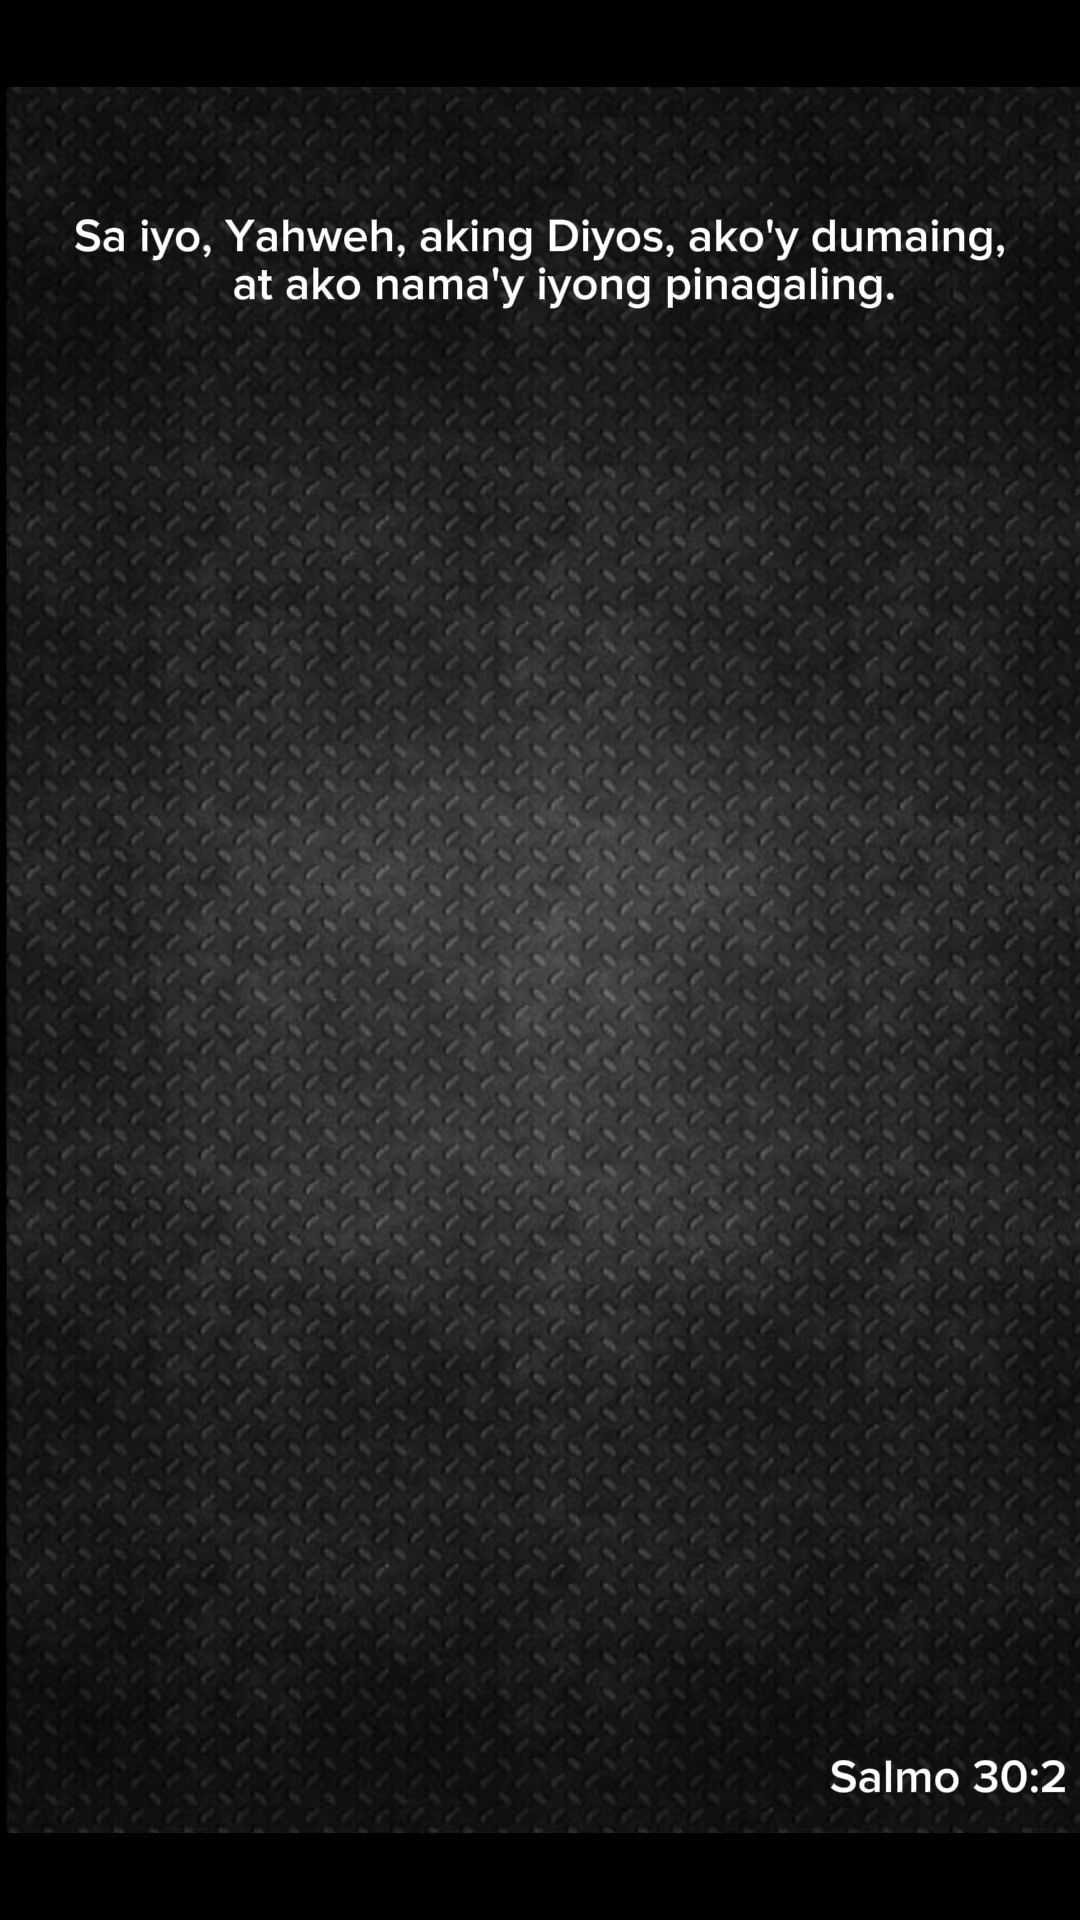 Sa iyo, Yahweh, aking Diyos, ako'y dumaing,
at ako nama'y iyong pinagaling.
Salmo 30:2